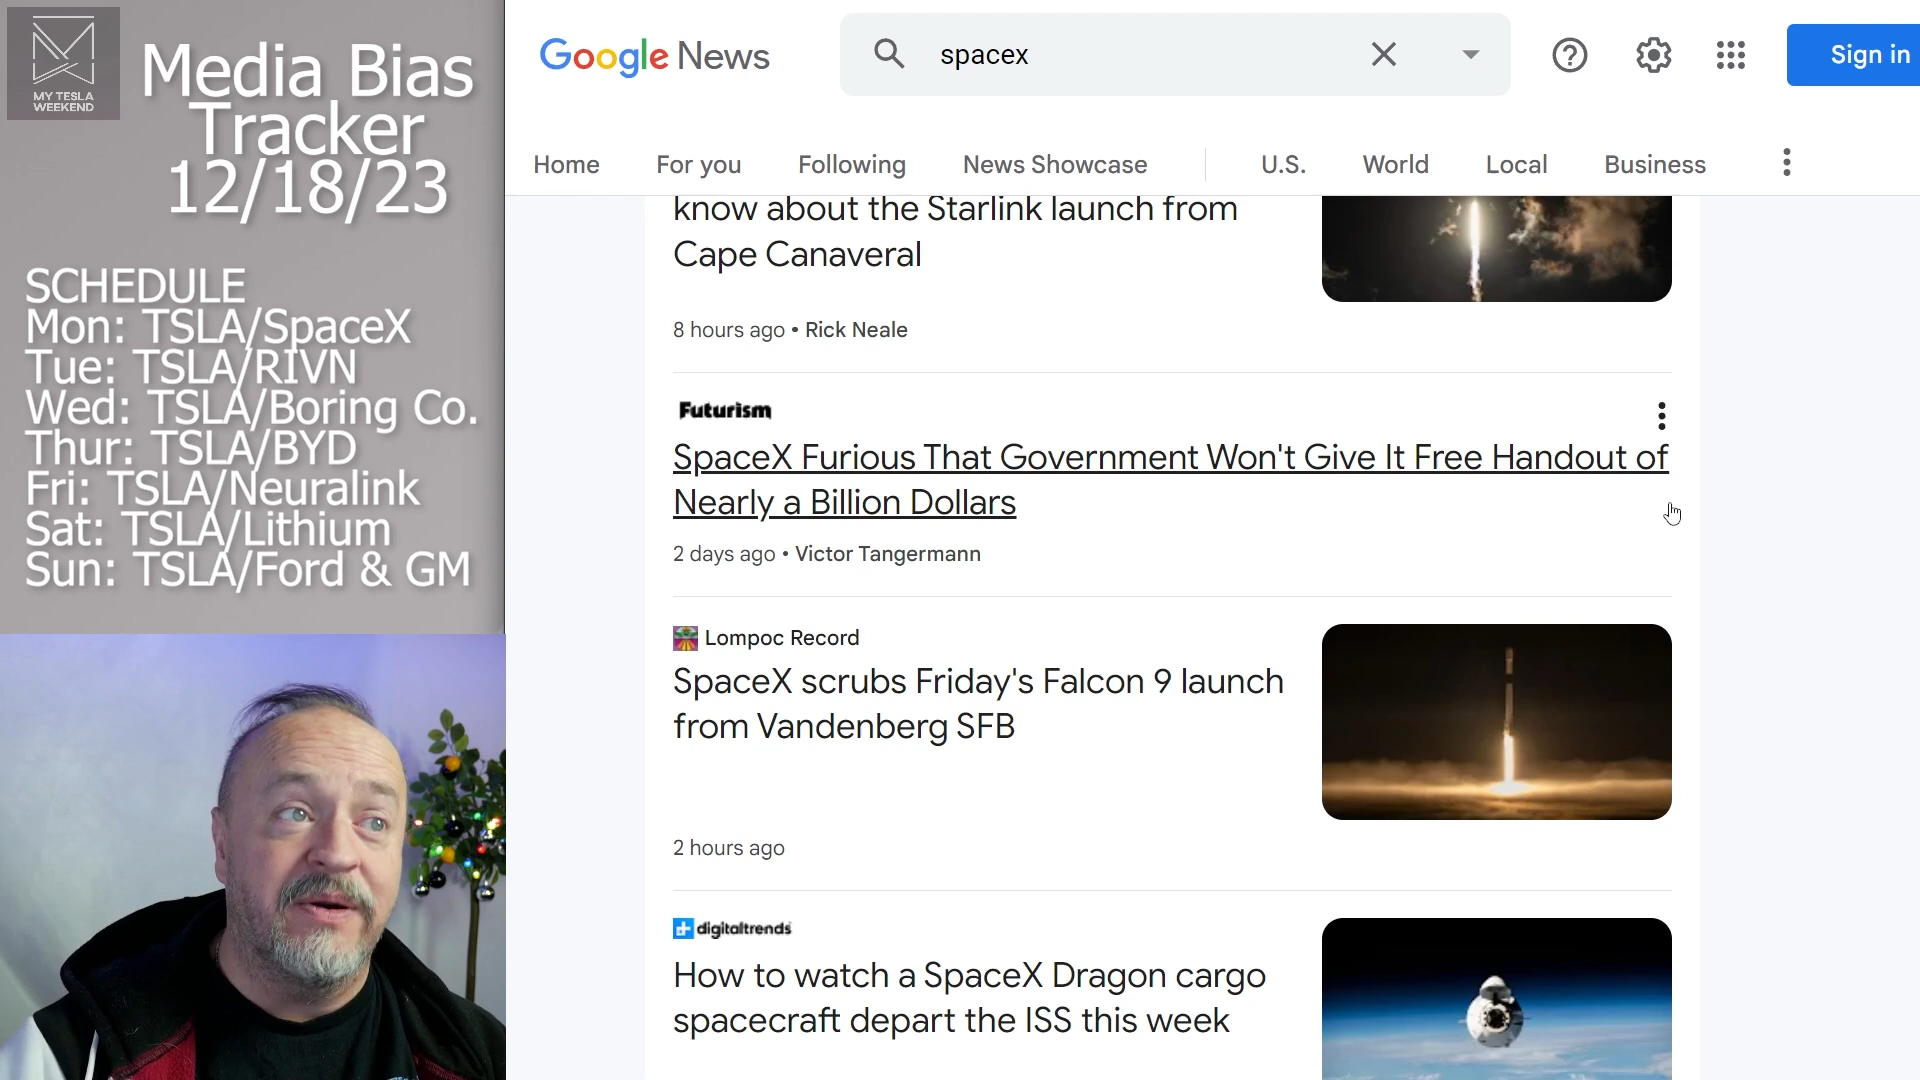 MY TESLA
WEEKEND
Media Bias
Tracker
12/18/23
SCHEDULE
Mon: TSLA/SpaceX
Tue: TSLA/RIVN
Wed: TSLA/Boring Co.
Thur: TSLA/BYD
Fri: TSLA/Neuralink
Sat: TSLA/Lithium
Sun: TSLA/Ford & GM
Google News
spacex
Sign in
Home For you Following News Showcase U.S. World Local Business
know about the Starlink launch from
Cape Canaveral
8 hours ago • Rick Neale
Futurism
SpaceX Furious That Government Won't Give It Free Handout of
Nearly a Billion Dollars
2 days ago • Victor Tangermann
Lompoc Record
SpaceX scrubs Friday's Falcon 9 launch
from Vandenberg SFB
2 hours ago
digitaltrends
How to watch a SpaceX Dragon cargo
spacecraft depart the ISS this week